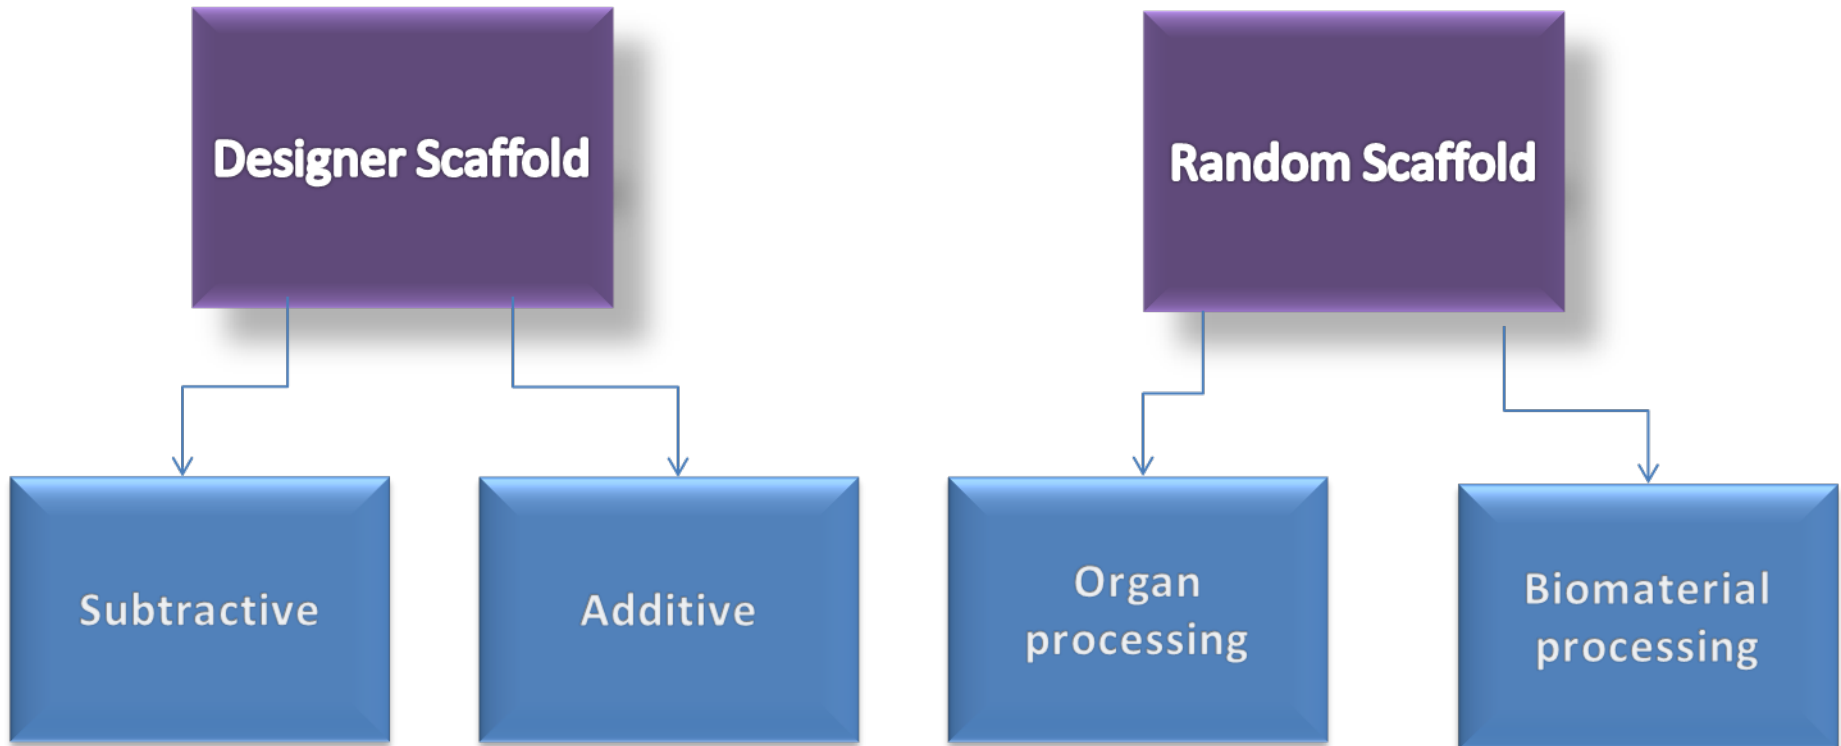 Designer Scaffold
Random Scaffold
Subtractive
Additive
Organ
processing
Biomaterial
processing